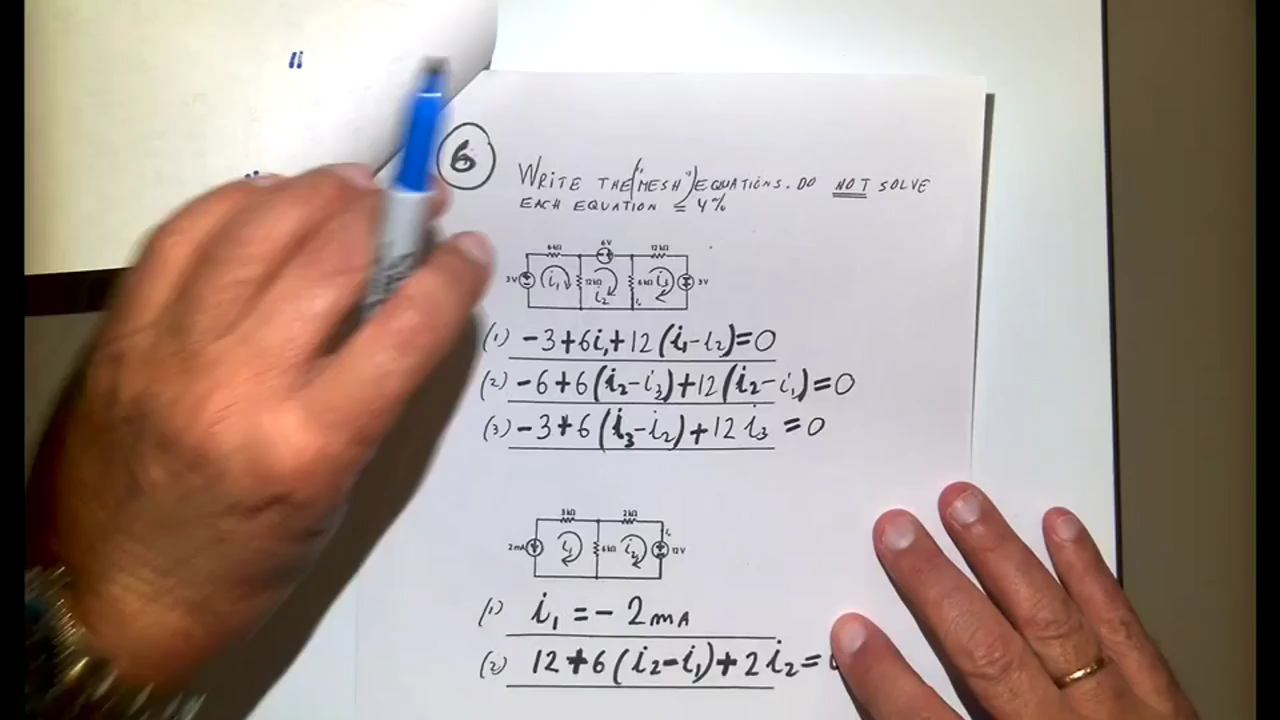 6
WRITE THE "MESH" EQUATIONS. DO NOT SOLVE
EACH EQUATION = 4%
6kΩ 6V 12kΩ
3V i₁ 12kΩ i₂ 6kΩ i₃ 3V
(1) -3+6i₁+12(i₁-i₂)=0
(2) -6+6(i₂-i₃)+12(i₂-i₁)=0
(3) -3+6(i₃-i₂)+12i₃=0
3kΩ 2kΩ
2mA i₁ 6kΩ i₂ 12V
(1) i₁ = -2mA
(2) 12+6(i₂-i₁)+2i₂=